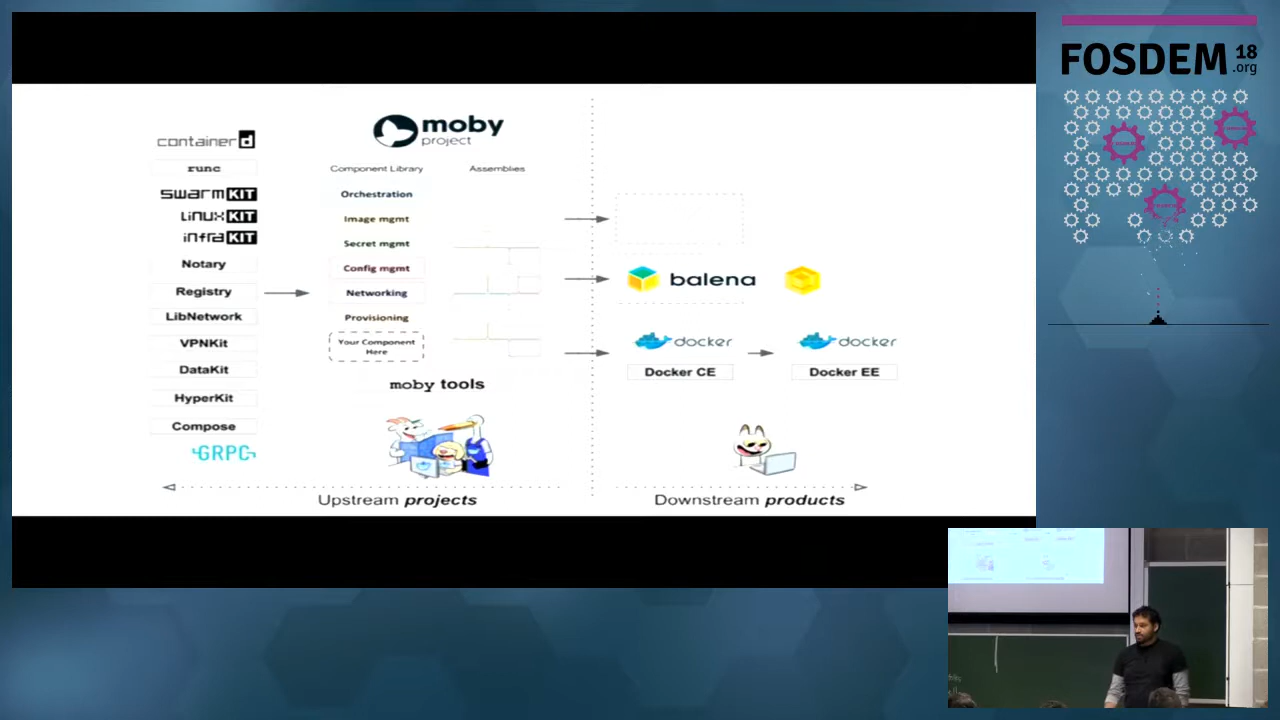 containerd
runc
swarmKIT
LinuxKIT
infraKIT
Notary
Registry
LibNetwork
VPNKit
DataKit
HyperKit
Compose
GRPC
moby
project
Component Library
Assemblies
Orchestration
Image mgmt
Secret mgmt
Config mgmt
Networking
Provisioning
Your Component
Here
moby tools
balena
docker
docker
Docker CE
Docker EE
Upstream projects
Downstream products
FOSDEM 18
.org